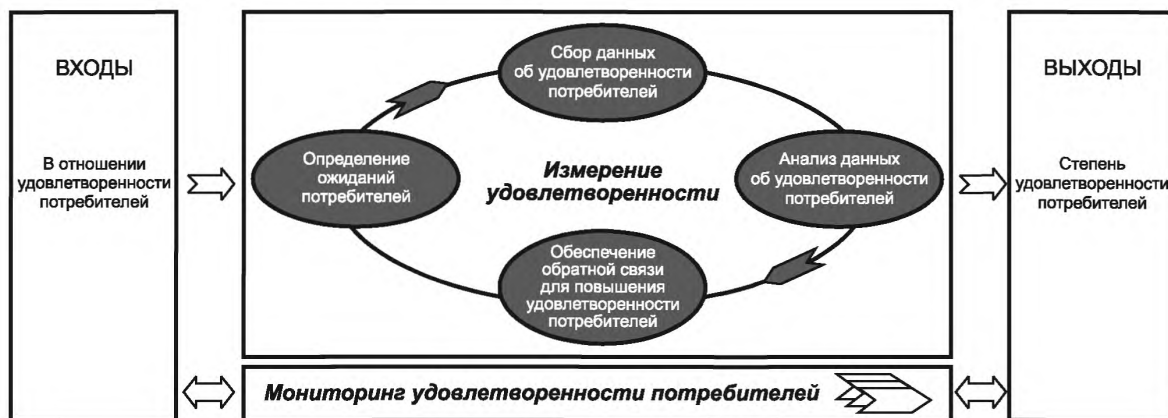 ВХОДЫ
В отношении
удовлетворенности
потребителей
Сбор данных
об удовлетворенности
потребителей
Определение
ожиданий
потребителей
Измерение
удовлетворенности
Анализ данных
об удовлетворенности
потребителей
Обеспечение
обратной связи
для повышения
удовлетворенности
потребителей
ВЫХОДЫ
Степень
удовлетворенности
потребителей
Мониторинг удовлетворенности потребителей